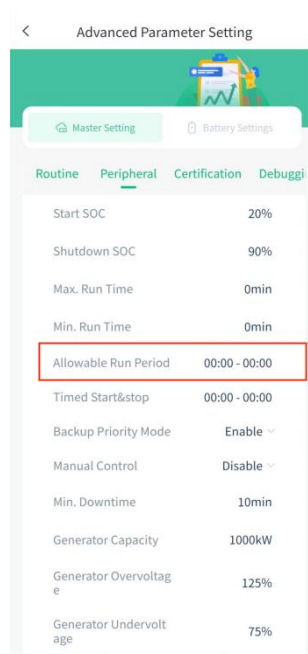 Advanced Parameter Setting
Master Setting Battery Settings
Routine Peripheral Certification Debuggi
Start SOC 20%
Shutdown SOC 90%
Max. Run Time 0min
Min. Run Time 0min
Allowable Run Period 00:00 - 00:00
Timed Start&stop 00:00 - 00:00
Backup Priority Mode Enable
Manual Control Disable
Min. Downtime 10min
Generator Capacity 1000kW
Generator Overvoltag
e 125%
Generator Undervolt
age 75%